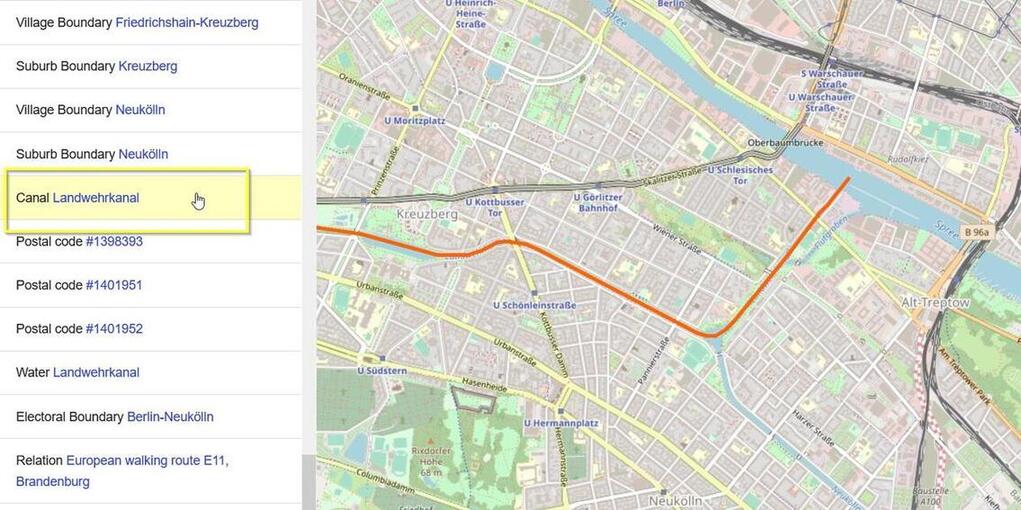 Village Boundary Friedrichshain-Kreuzberg
Suburb Boundary Kreuzberg
Village Boundary Neukölln
Suburb Boundary Neukölln
Canal Landwehrkanal
Postal code #1398393
Postal code #1401951
Postal code #1401952
Water Landwehrkanal
Electoral Boundary Berlin-Neukölln
Relation European walking route E11,
Brandenburg
U Heinrich-
Heine-
Straße
Berlin
Spree
Oranienstraße
U Moritzplatz
Prinzenstraße
S Warschauer
Straße
U Warschauer
Straße
Oberbaumbrücke
Rudolfkiez
U Schlesisches
Tor
Skalitzer-Straße
U Görlitzer
Bahnhof
U Kottbusser
Tor
Kreuzberg
Wiener Straße
Flutgraben
Spree
B 96a
Urbanstraße
U Schönleinstraße
Kottbusser Damm
Alt-Treptow
Pannierstraße
Urbanstraße
U Südstern
Hasenheide
Am Treptower Park
U Hermannplatz
Harzer Straße
Hermannstraße
Rixdorfer
Höhe
68 m
Columbiadamm
Neukölln
Baustelle
A100